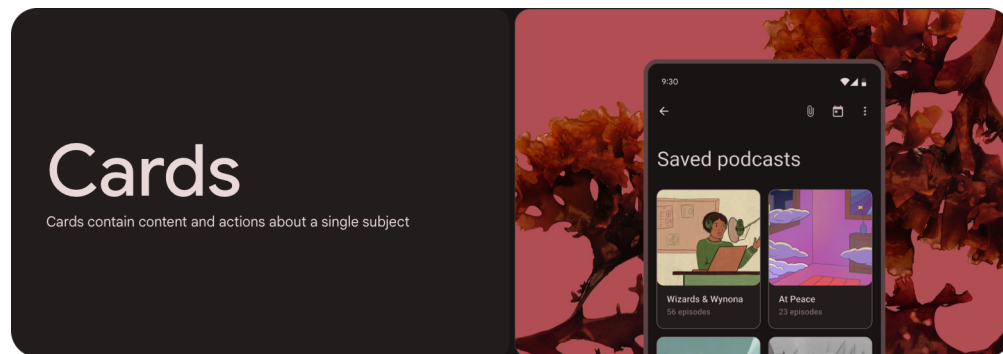 Cards
Cards contain content and actions about a single subject
9:30
Saved podcasts
Wizards & Wynona
56 episodes
At Peace
23 episodes